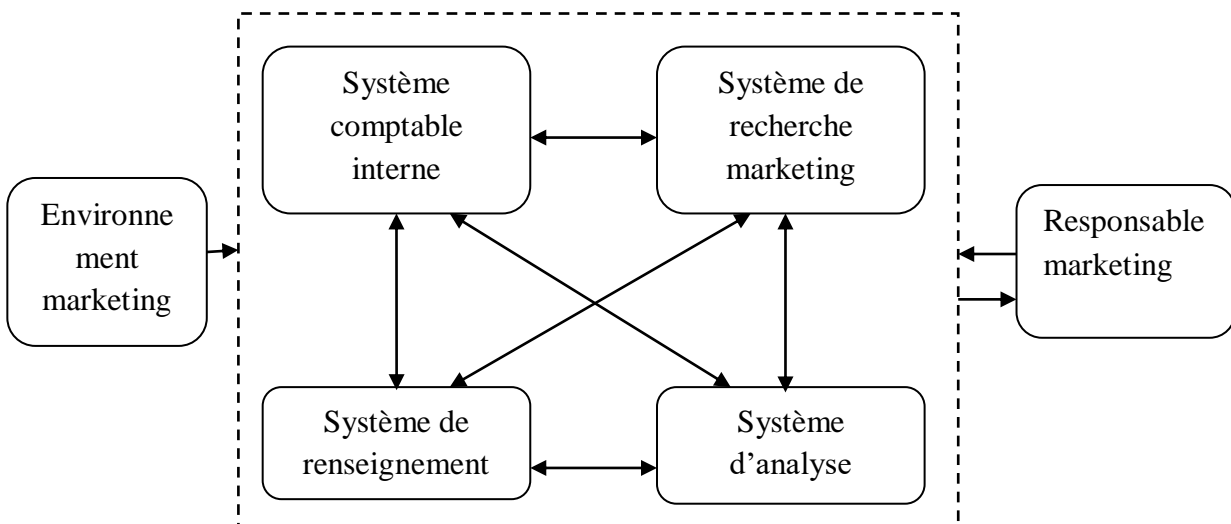 Système
comptable
interne
Système de
recherche
marketing
Environne
ment
marketing
Responsable
marketing
Système de
renseignement
Système
d’analyse